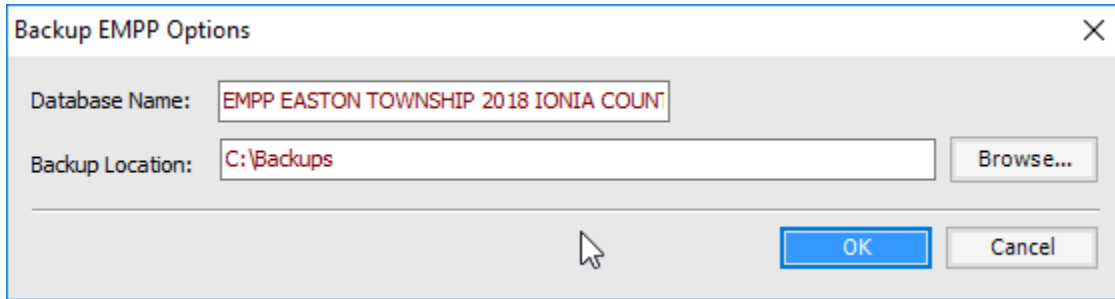 Backup EMPP Options
Database Name: EMPP EASTON TOWNSHIP 2018 IONIA COUNT
Backup Location: C:\Backups Browse...
OK Cancel